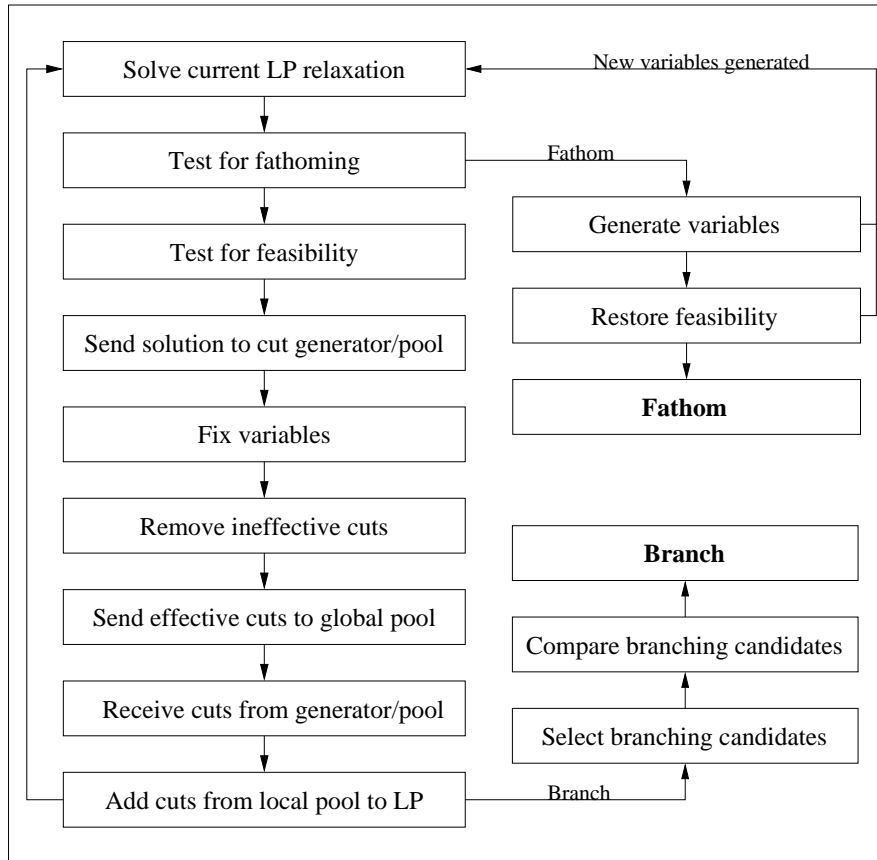 Solve current LP relaxation
New variables generated
Test for fathoming
Fathom
Generate variables
Test for feasibility
Restore feasibility
Send solution to cut generator/pool
Fathom
Fix variables
Remove ineffective cuts
Branch
Send effective cuts to global pool
Compare branching candidates
Receive cuts from generator/pool
Select branching candidates
Add cuts from local pool to LP
Branch